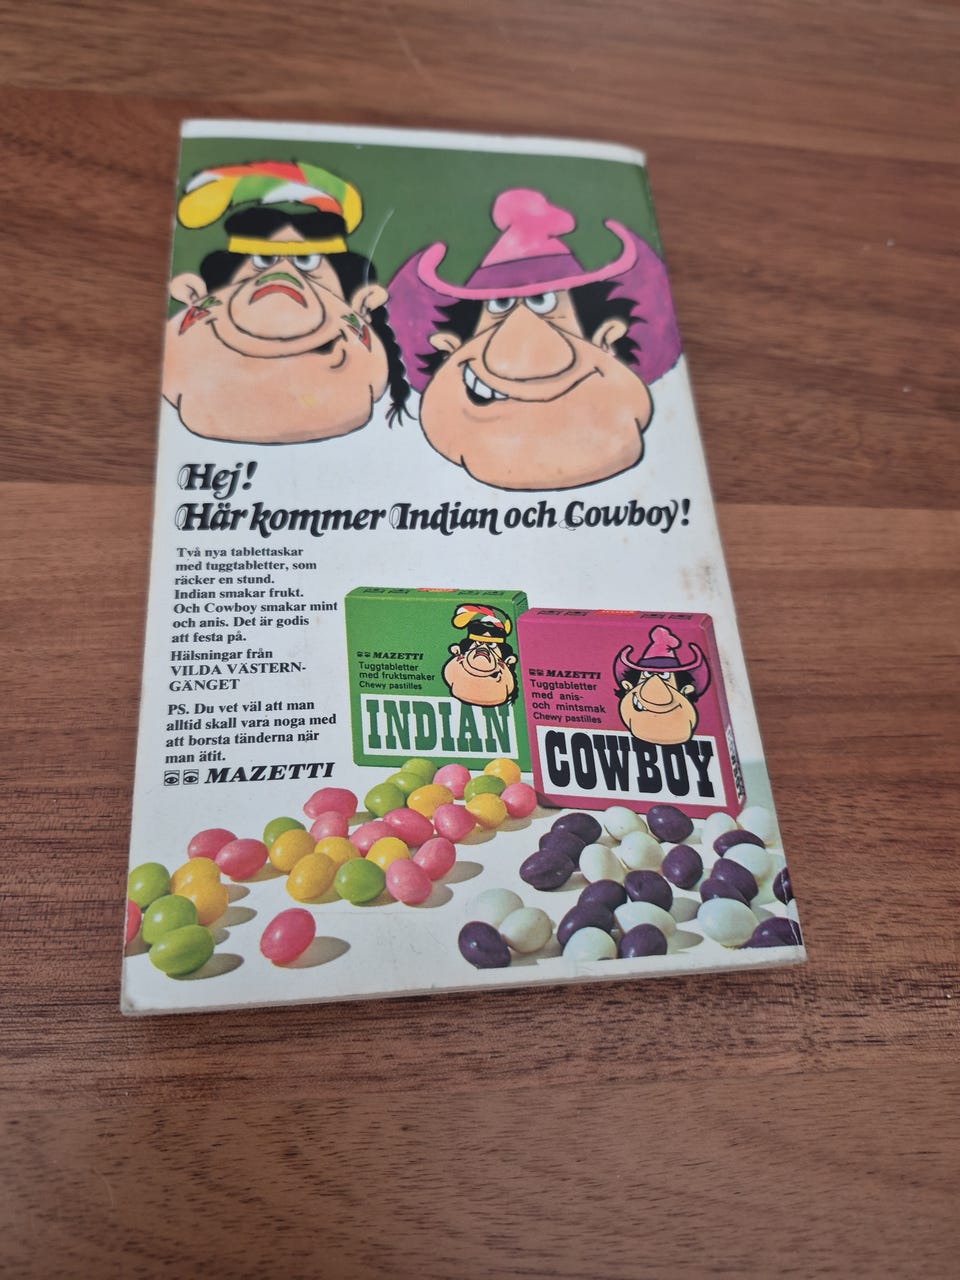 Hej!
Här kommer Indian och Cowboy!
Två nya tablettaskar
med tuggtabletter, som
räcker en stund.
Indian smakar frukt.
Och Cowboy smakar mint
och anis. Det är godis
att festa på.
Hälsningar från
VILDA VÄSTERN-
GÄNGET
PS. Du vet väl att man
alltid skall vara noga med
att borsta tänderna när
man ätit.
MAZETTI
MAZETTI
Tuggtabletter
med fruktsmaker
Chewy pastilles
INDIAN
MAZETTI
Tuggtabletter
med anis-
och mintsmak
Chewy pastilles
COWBOY